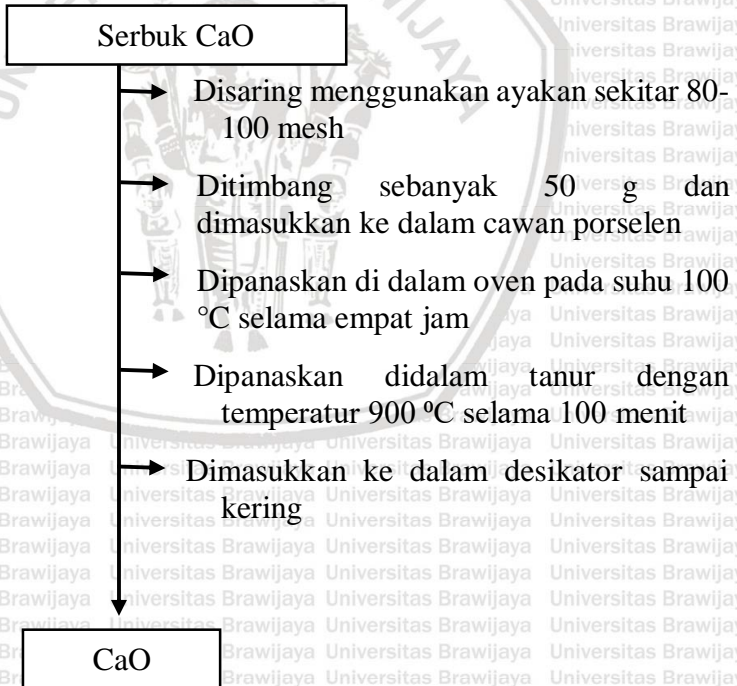 Serbuk CaO
Disaring menggunakan ayakan sekitar 80-
100 mesh
Ditimbang sebanyak 50 g dan
dimasukkan ke dalam cawan porselen
Dipanaskan di dalam oven pada suhu 100
°C selama empat jam
Dipanaskan didalam tanur dengan
temperatur 900 ⁰C selama 100 menit
Dimasukkan ke dalam desikator sampai
kering
CaO